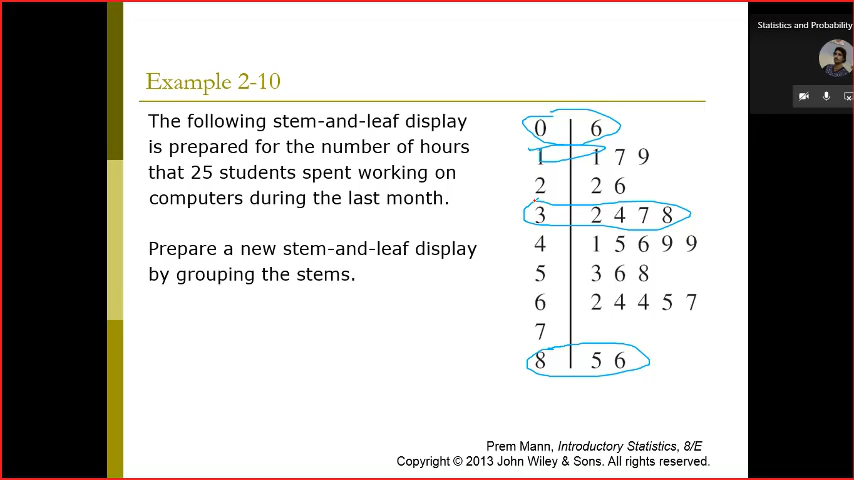 Statistics and Probability
Example 2-10
The following stem-and-leaf display
is prepared for the number of hours
that 25 students spent working on
computers during the last month.
Prepare a new stem-and-leaf display
by grouping the stems.
0 6
1 1 7 9
2 2 6
3 2 4 7 8
4 1 5 6 9 9
5 3 6 8
6 2 4 4 5 7
7
8 5 6
Prem Mann, Introductory Statistics, 8/E
Copyright © 2013 John Wiley & Sons. All rights reserved.